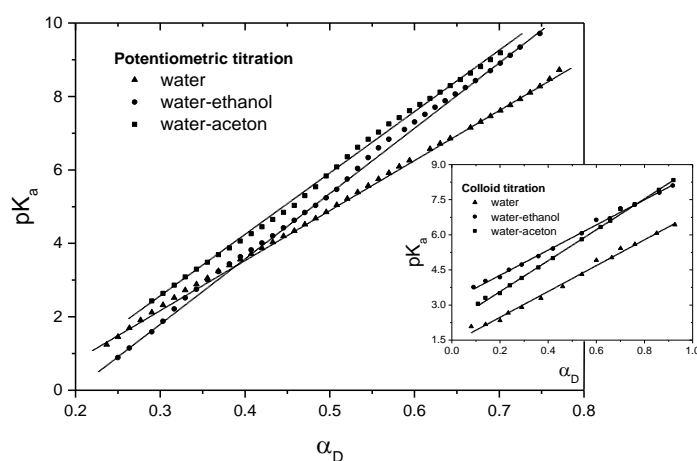 10
8
6
4
2
0
pKa
Potentiometric titration
water
water-ethanol
water-aceton
0.2 0.3 0.4 0.5 0.6 0.7 0.8
αD
9.0
7.5
6.0
4.5
3.0
1.5
pKa
Colloid titration
water
water-ethanol
water-aceton
0.0 0.2 0.4 0.6 0.8 1.0
αD